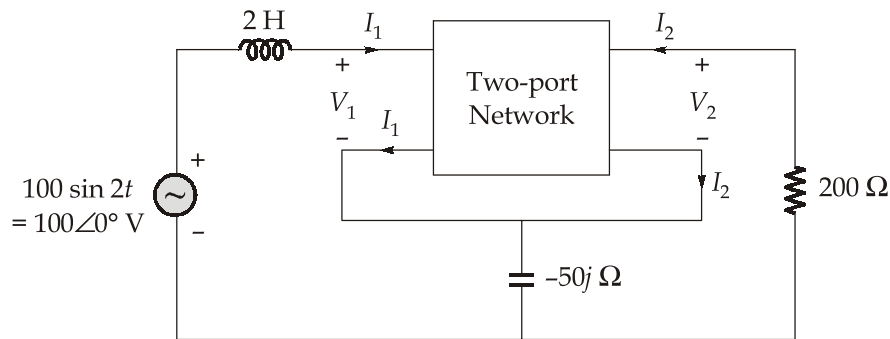 2 H
I₁
I₂
+
V₁
–
I₁
Two-port
Network
+
V₂
–
I₂
+
100 sin 2t
= 100∠0° V
–
~
200 Ω
–50j Ω